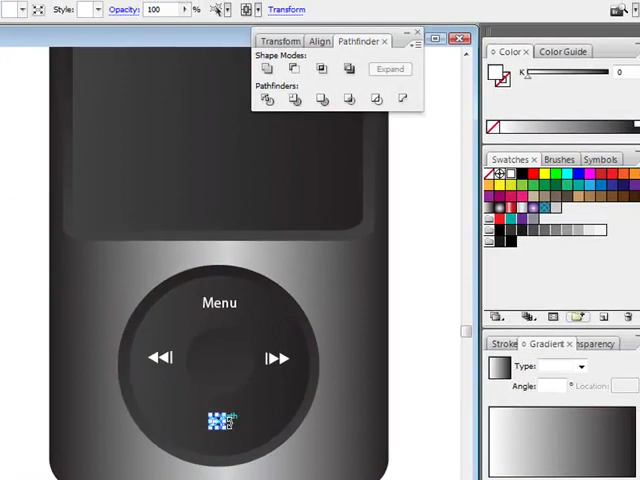 Style:
Opacity: 100 %
Transform
Transform Align Pathfinder ×
Shape Modes:
Expand
Pathfinders:
Color × Color Guide
K 0
Swatches × Brushes Symbols
Menu
Stroke Gradient ×
Type:
Angle: ° Location: